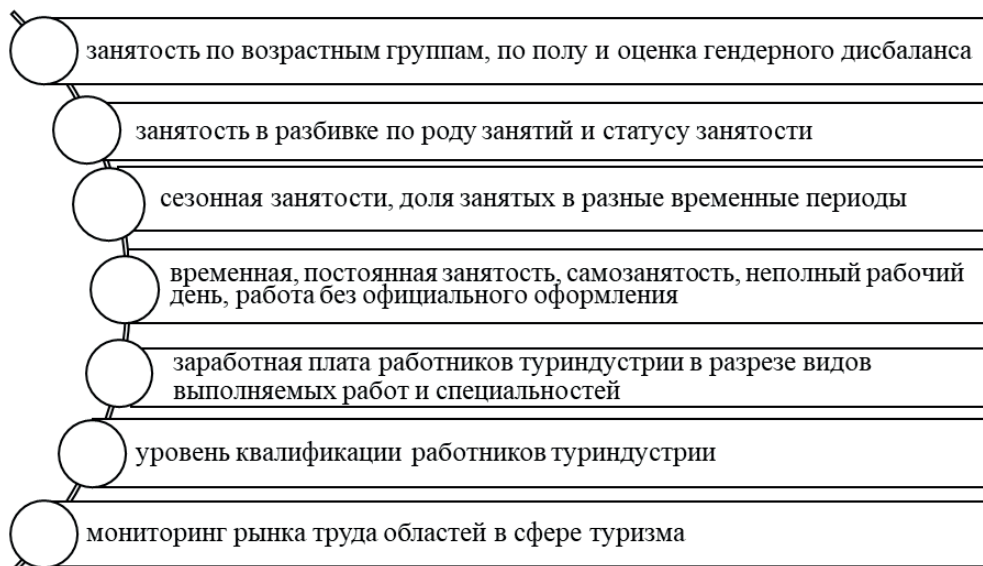 занятость по возрастным группам, по полу и оценка гендерного дисбаланса
занятость в разбивке по роду занятий и статусу занятости
сезонная занятости, доля занятых в разные временные периоды
временная, постоянная занятость, самозанятость, неполный рабочий
день, работа без официального оформления
заработная плата работников туриндустрии в разрезе видов
выполняемых работ и специальностей
уровень квалификации работников туриндустрии
мониторинг рынка труда областей в сфере туризма